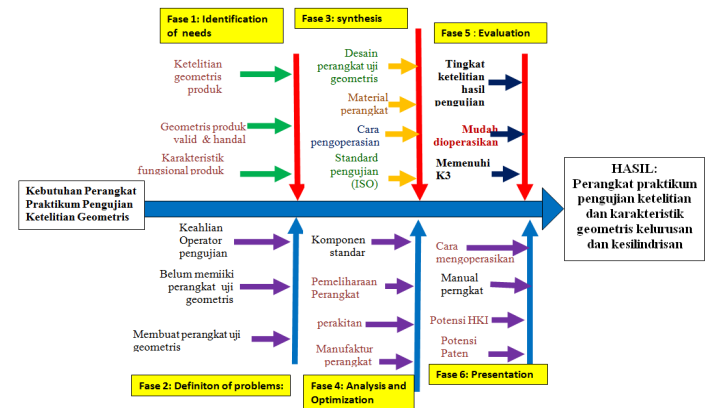 Fase 1: Identification
of needs
Fase 3: synthesis
Fase 5 : Evaluation
Ketelitian
geometris
produk
Geometris produk
valid & handal
Karakteristik
fungsional produk
Desain
perangkat uji
geometris
Material
perangkat
Cara
pengoperasian
Standard
pengujian
(ISO)
Tingkat
ketelitian
hasil
pengujian
Mudah
dioperasikan
Memenuhi
K3
Kebutuhan Perangkat
Praktikum Pengujian
Ketelitian Geometris
HASIL:
Perangkat praktikum
pengujian ketelitian
dan karakteristik
geometris kelurusan
dan kesilindrisan
Keahlian
Operator
pengujian
Belum memiiki
perangkat uji
geometris
Membuat perangkat uji
geometris
Komponen
standar
Pemeliharaan
Perangkat
perakitan
Manufaktur
perangkat
Cara
mengoperasikan
Manual
perngkat
Potensi HKI
Potensi
Paten
Fase 2: Definiton of problems:
Fase 4: Analysis and
Optimization
Fase 6: Presentation